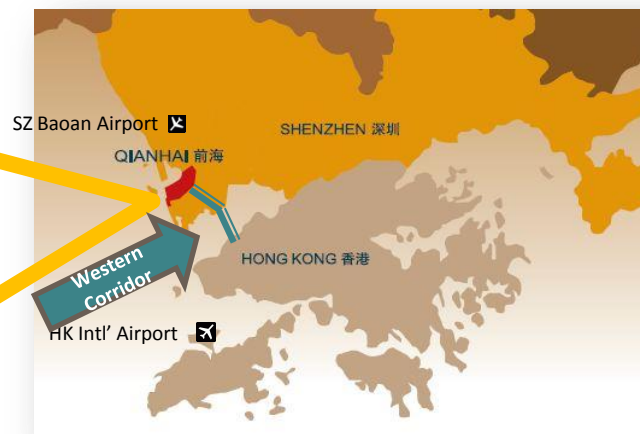 SZ Baoan Airport
SHENZHEN 深圳
QIANHAI 前海
HONG KONG 香港
Western
Corridor
HK Intl’ Airport